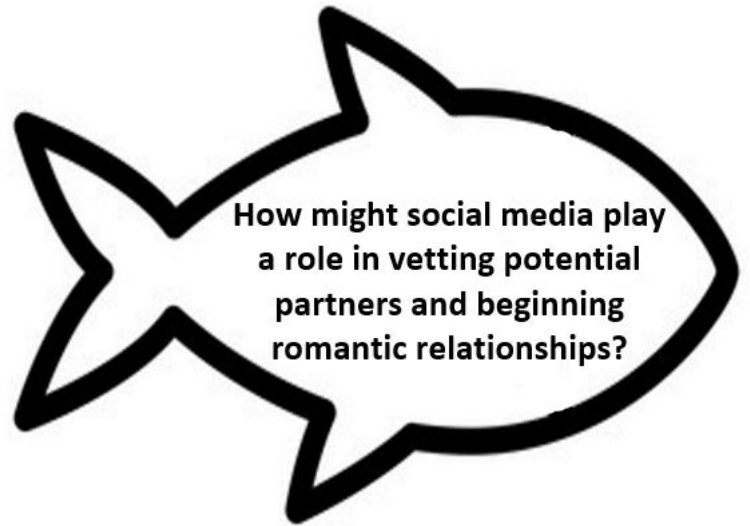 How might social media play
a role in vetting potential
partners and beginning
romantic relationships?